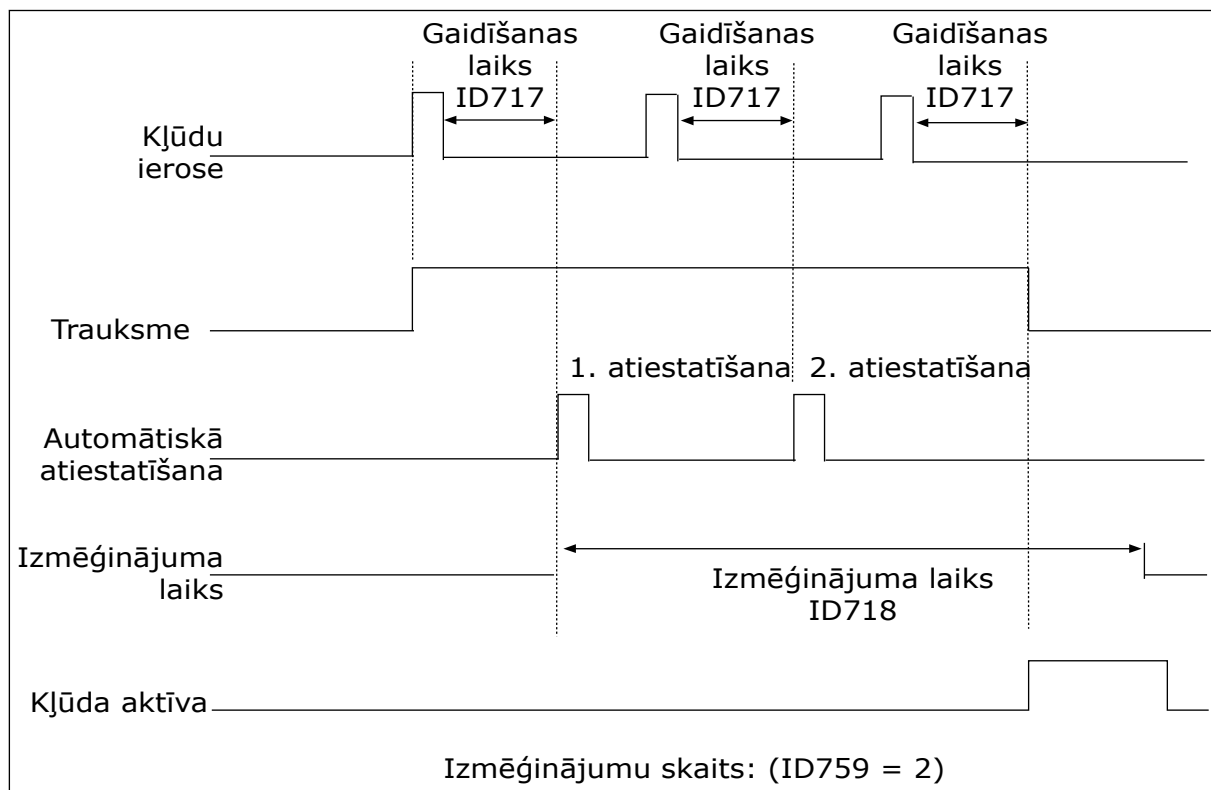 Gaidīšanas
laiks
ID717
Gaidīšanas
laiks
ID717
Gaidīšanas
laiks
ID717
Kļūdu
ierose
Trauksme
1. atiestatīšana
2. atiestatīšana
Automātiskā
atiestatīšana
Izmēģinājuma
laiks
Izmēģinājuma laiks
ID718
Kļūda aktīva
Izmēģinājumu skaits: (ID759 = 2)